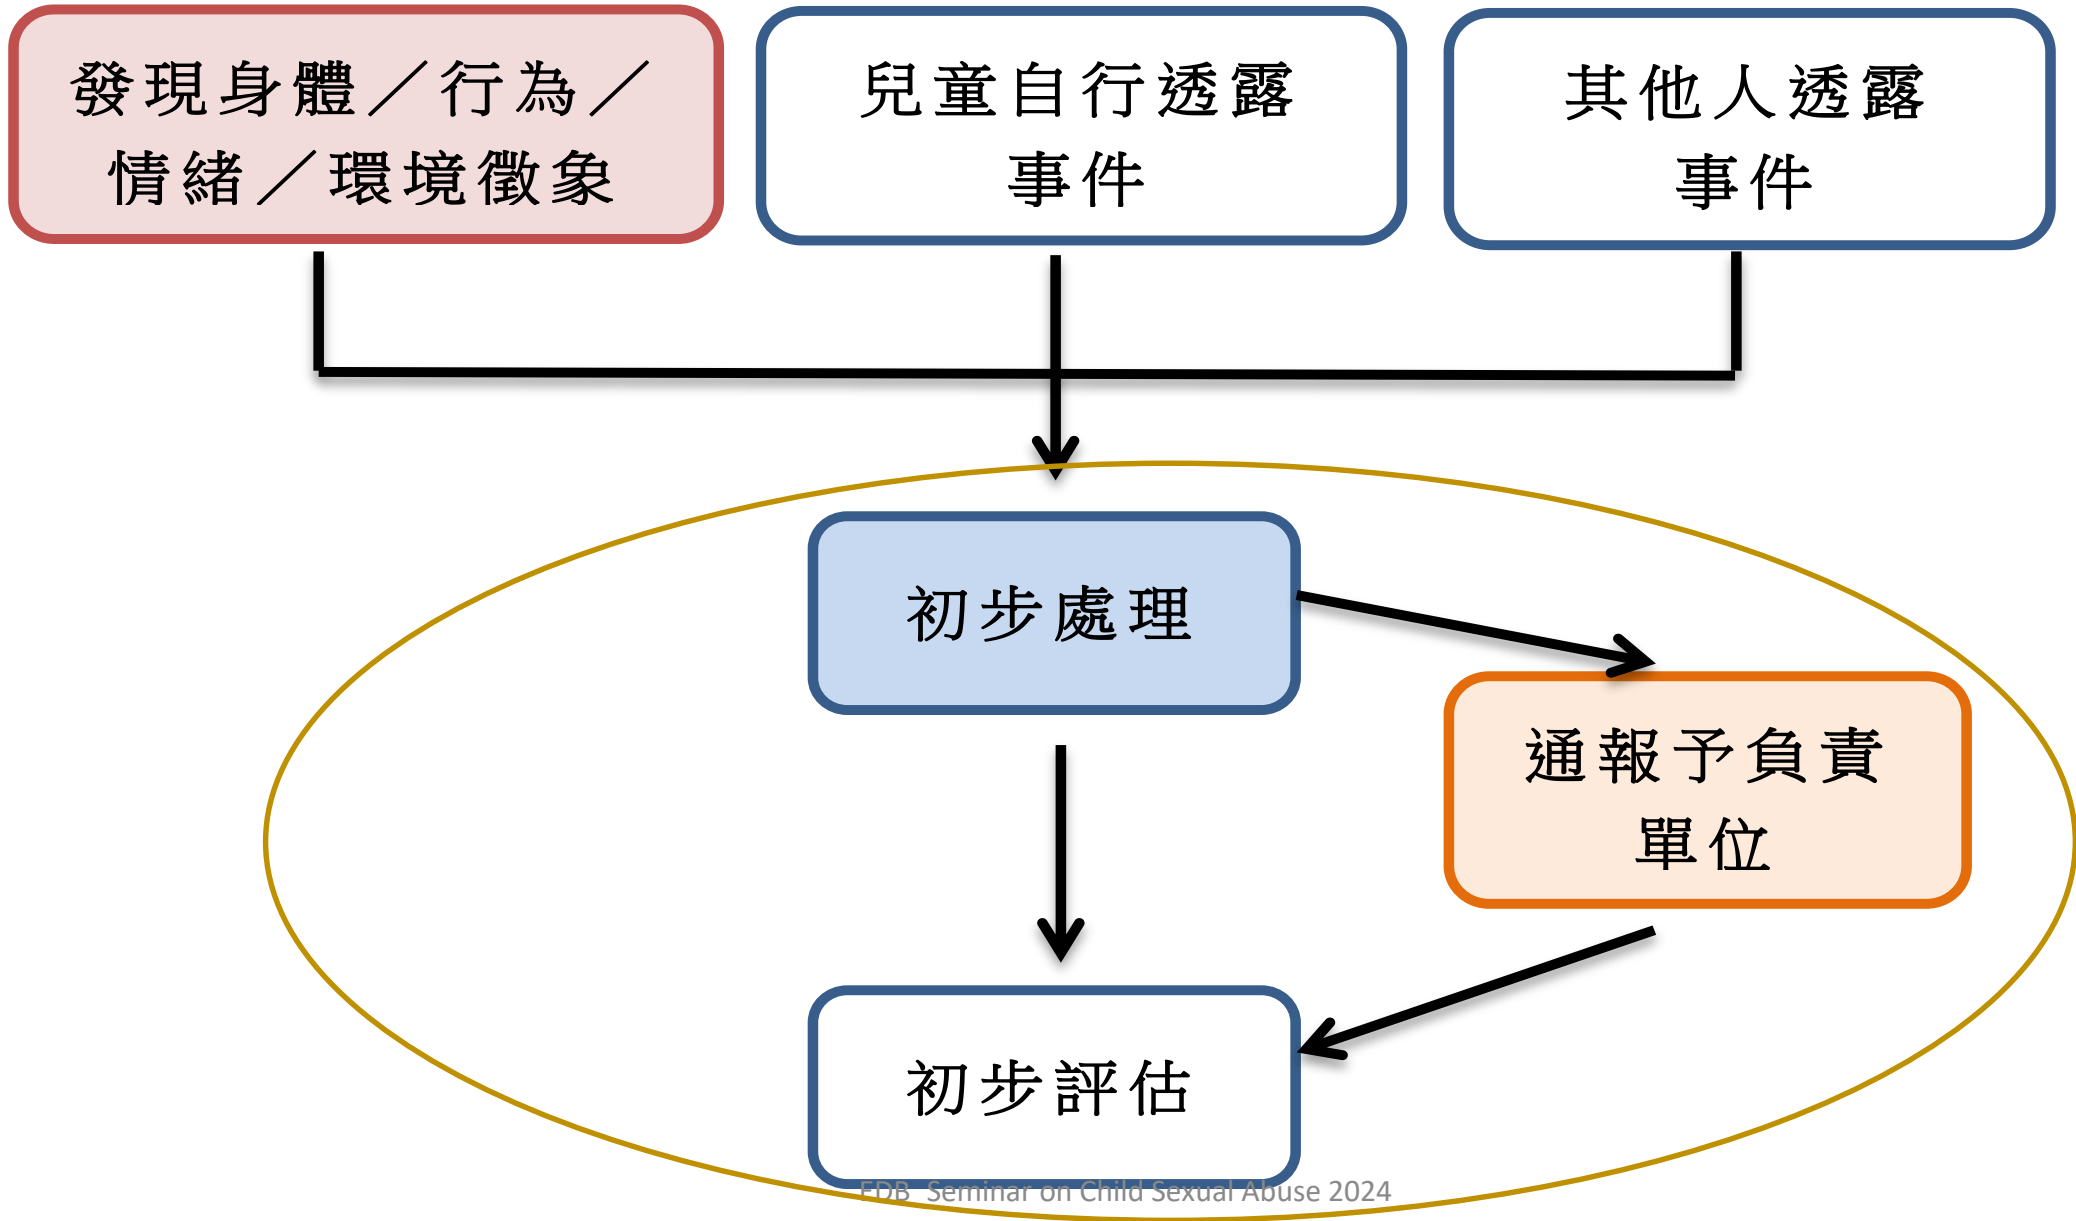 發現身體／行為／
情緒／環境徵象
兒童自行透露
事件
其他人透露
事件
初步處理
通報予負責
單位
初步評估
EDB Seminar on Child Sexual Abuse 2024